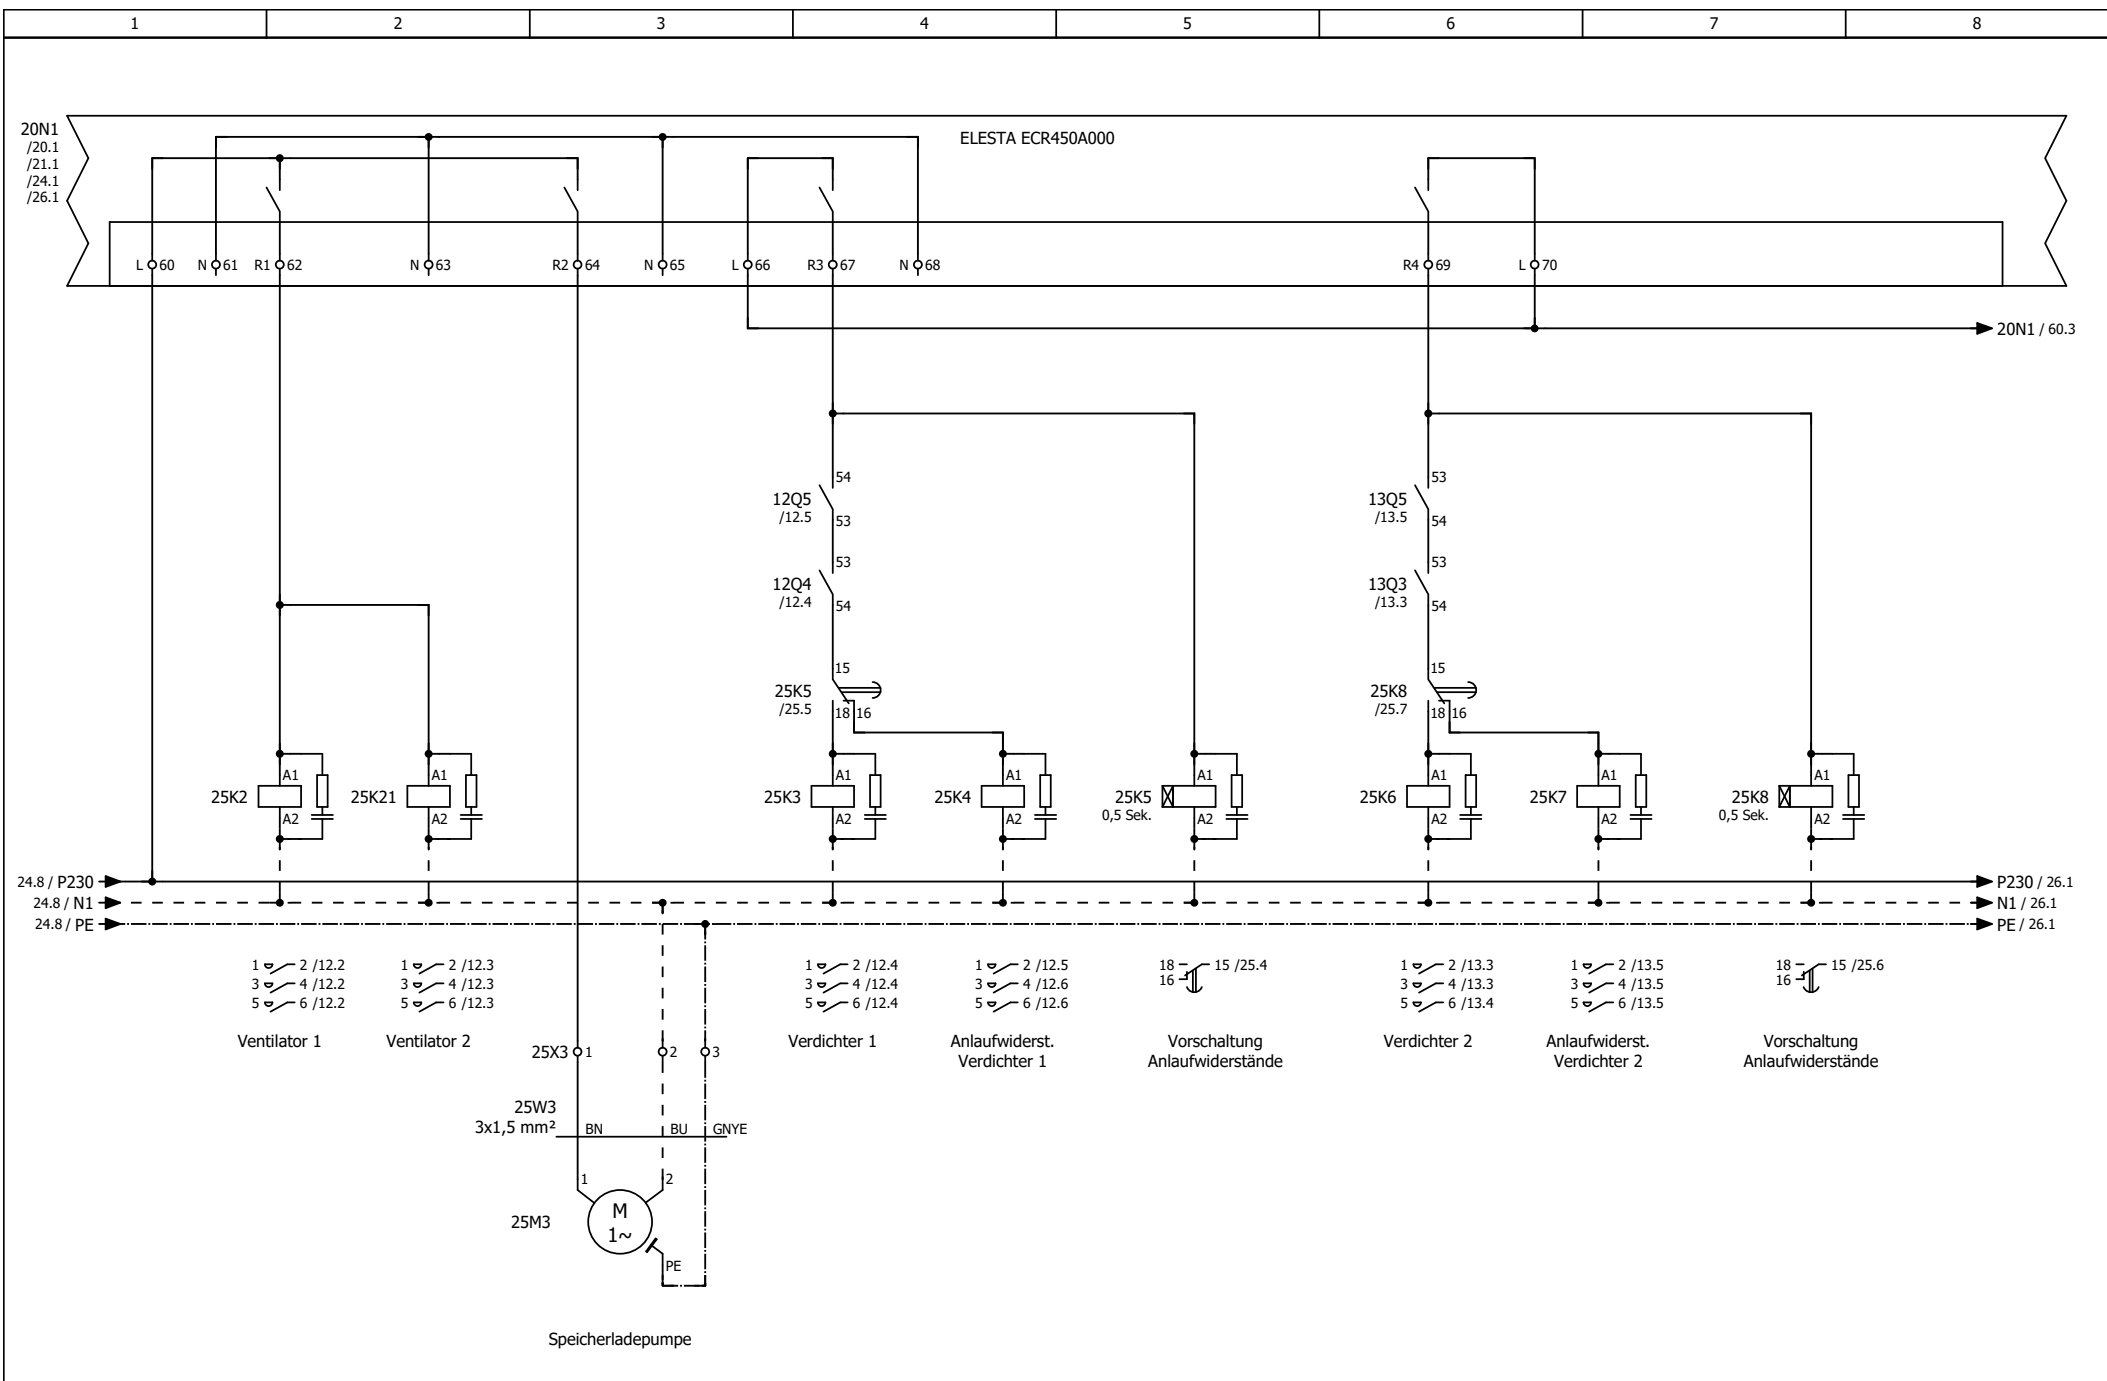 1 2 3 4 5 6 7 8
20N1
/20.1
/21.1
/24.1
/26.1
ELESTA ECR450A000
L 60 N 61 R1 62 N 63 R2 64 N 65 L 66 R3 67 N 68 R4 69 L 70
20N1 / 60.3
54 53
12Q5 13Q5
/12.5 /13.5
53 54
53 53
12Q4 13Q3
/12.4 /13.3
54 54
15 15
25K5 25K8
/25.5 /25.7
18 16 18 16
A1 A1 A1 A1 A1 A1 A1 A1
25K2 25K21 25K3 25K4 25K5 25K6 25K7 25K8
0,5 Sek. 0,5 Sek.
A2 A2 A2 A2 A2 A2 A2 A2
24.8 / P230 P230 / 26.1
24.8 / N1 N1 / 26.1
24.8 / PE PE / 26.1
1 2 /12.2 1 2 /12.3 1 2 /12.4 1 2 /12.5 18 15 /25.4 1 2 /13.3 1 2 /13.5 18 15 /25.6
3 4 /12.2 3 4 /12.3 3 4 /12.4 3 4 /12.6 16 3 4 /13.3 3 4 /13.5 16
5 6 /12.2 5 6 /12.3 5 6 /12.4 5 6 /12.6 5 6 /13.4 5 6 /13.5
Ventilator 1 Ventilator 2 Verdichter 1 Anlaufwiderst. Vorschaltung Verdichter 2 Anlaufwiderst. Vorschaltung
Verdichter 1 Anlaufwiderstände Verdichter 2 Anlaufwiderstände
25X3 1 2 3
25W3
3x1,5 mm² BN BU GNYE
1 2
25M3 M
1~
PE
Speicherladepumpe